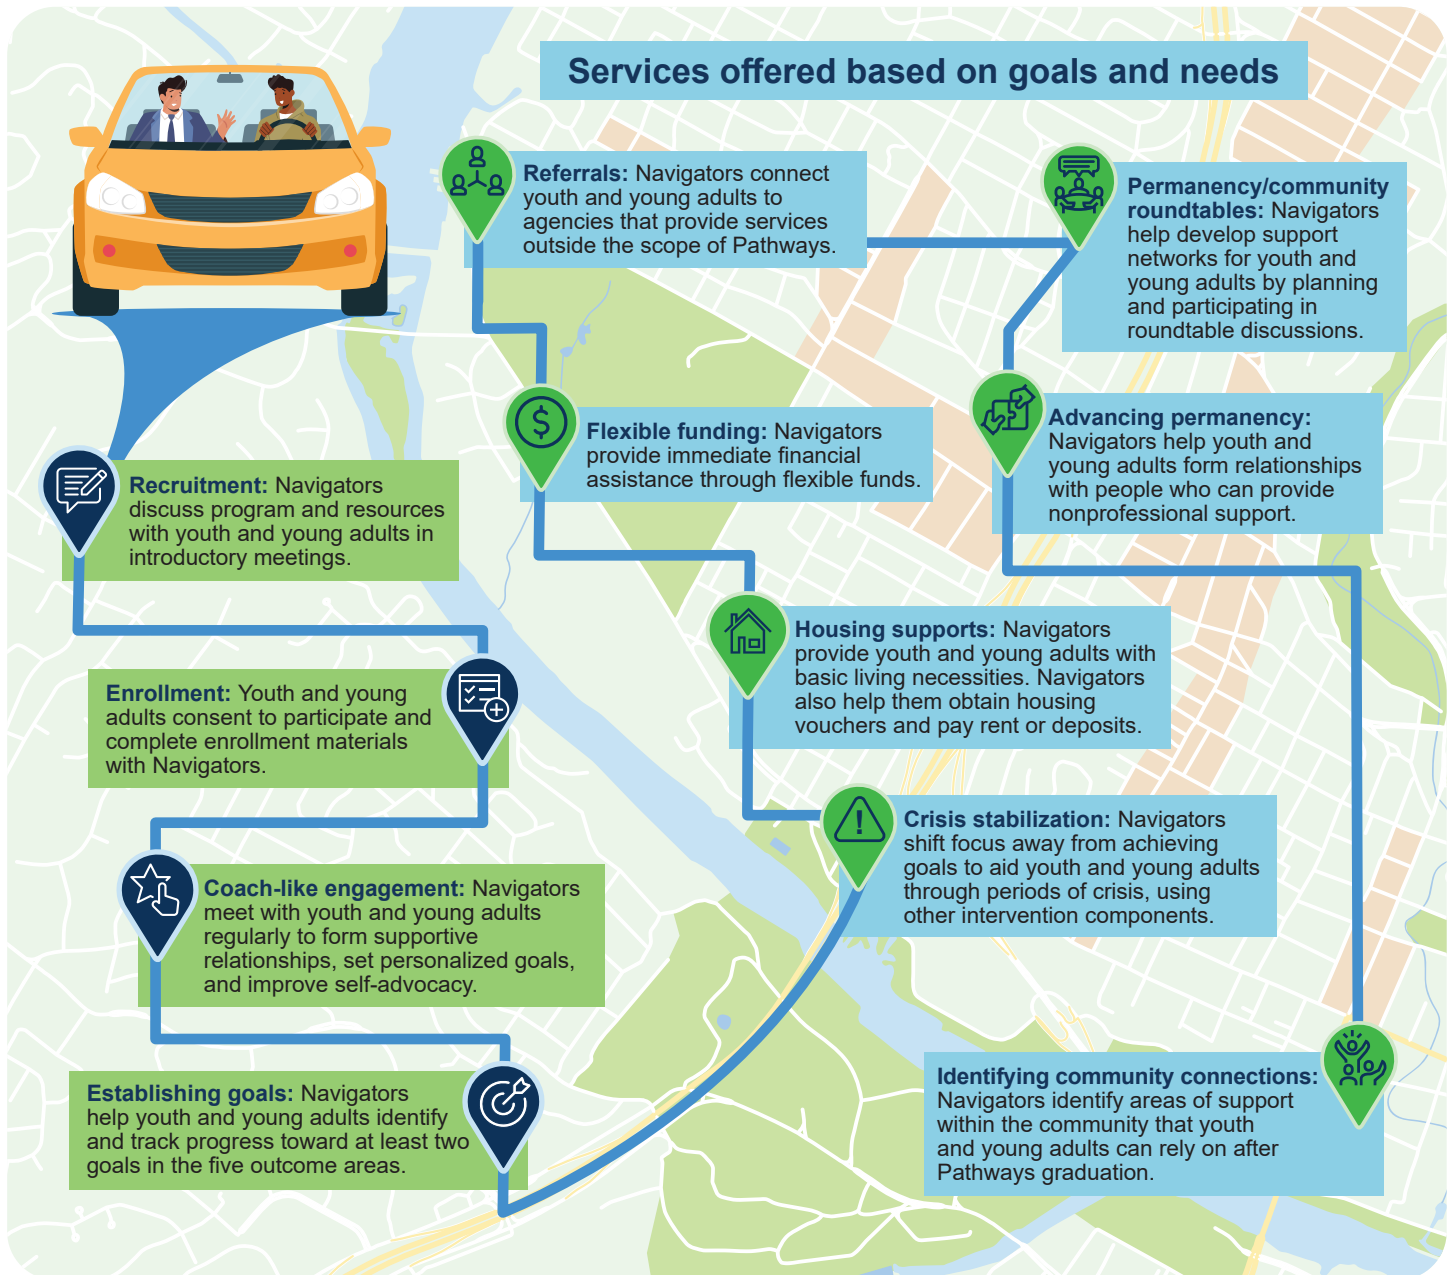 Services offered based on goals and needs
Recruitment: Navigators
discuss program and resources
with youth and young adults in
introductory meetings.
Enrollment: Youth and young
adults consent to participate and
complete enrollment materials
with Navigators.
Coach-like engagement: Navigators
meet with youth and young adults
regularly to form supportive
relationships, set personalized goals,
and improve self-advocacy.
Establishing goals: Navigators
help youth and young adults identify
and track progress toward at least two
goals in the five outcome areas.
Crisis stabilization: Navigators
shift focus away from achieving
goals to aid youth and young adults
through periods of crisis, using
other intervention components.
Housing supports: Navigators
provide youth and young adults with
basic living necessities. Navigators
also help them obtain housing
vouchers and pay rent or deposits.
$
Flexible funding: Navigators
provide immediate financial
assistance through flexible funds.
Referrals: Navigators connect
youth and young adults to
agencies that provide services
outside the scope of Pathways.
Permanency/community
roundtables: Navigators
help develop support
networks for youth and
young adults by planning
and participating in
roundtable discussions.
Advancing permanency:
Navigators help youth and
young adults form relationships
with people who can provide
nonprofessional support.
Identifying community connections:
Navigators identify areas of support
within the community that youth
and young adults can rely on after
Pathways graduation.